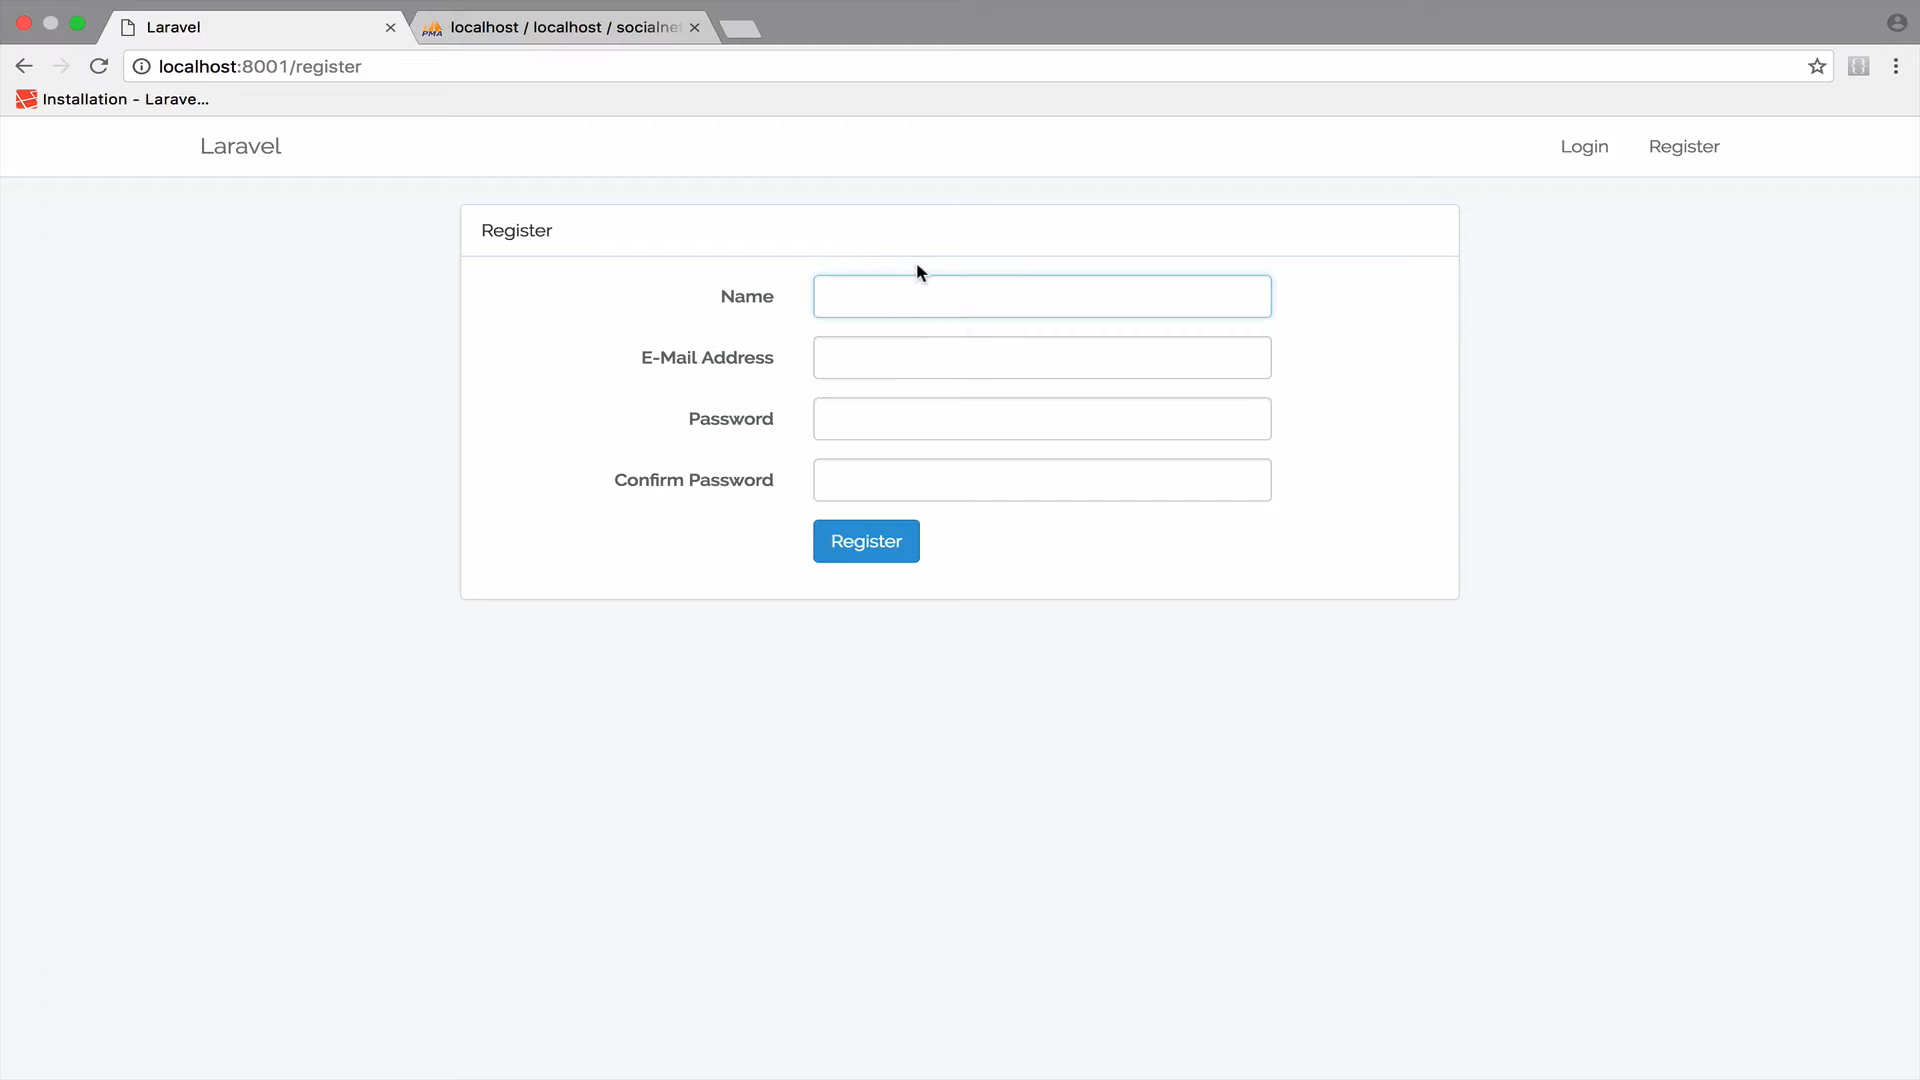 Laravel
localhost / localhost / socialne
PMA
localhost:8001/register
Installation - Larave...
Laravel
Login
Register
Register
Name
E-Mail Address
Password
Confirm Password
Register